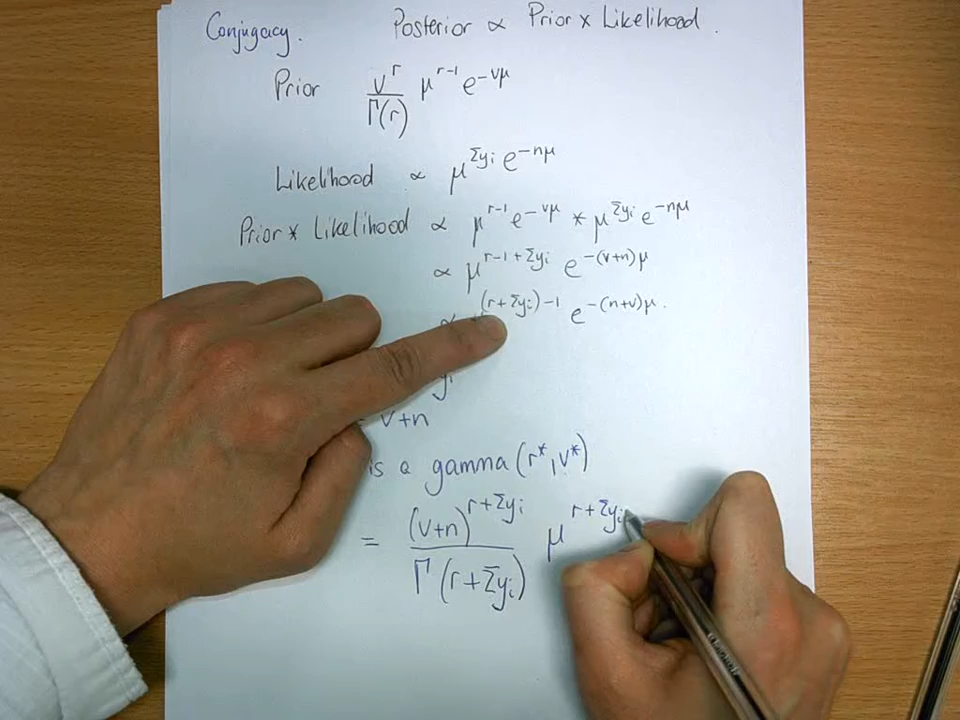 Conjugacy. Posterior ∝ Prior x Likelihood.
Prior v^r / Γ(r) μ^(r-1) e^(-vμ)
Likelihood ∝ μ^(Σyi) e^(-nμ)
Prior * Likelihood ∝ μ^(r-1) e^(-vμ) * μ^(Σyi) e^(-nμ)
∝ μ^(r-1+Σyi) e^(-(v+n)μ)
∝ (r+Σyi)-1 e^(-(n+v)μ).
yi
= v+n
is a gamma (r*, v*)
= (v+n)^(r+Σyi) / Γ(r+Σyi) μ^(r+Σyi)